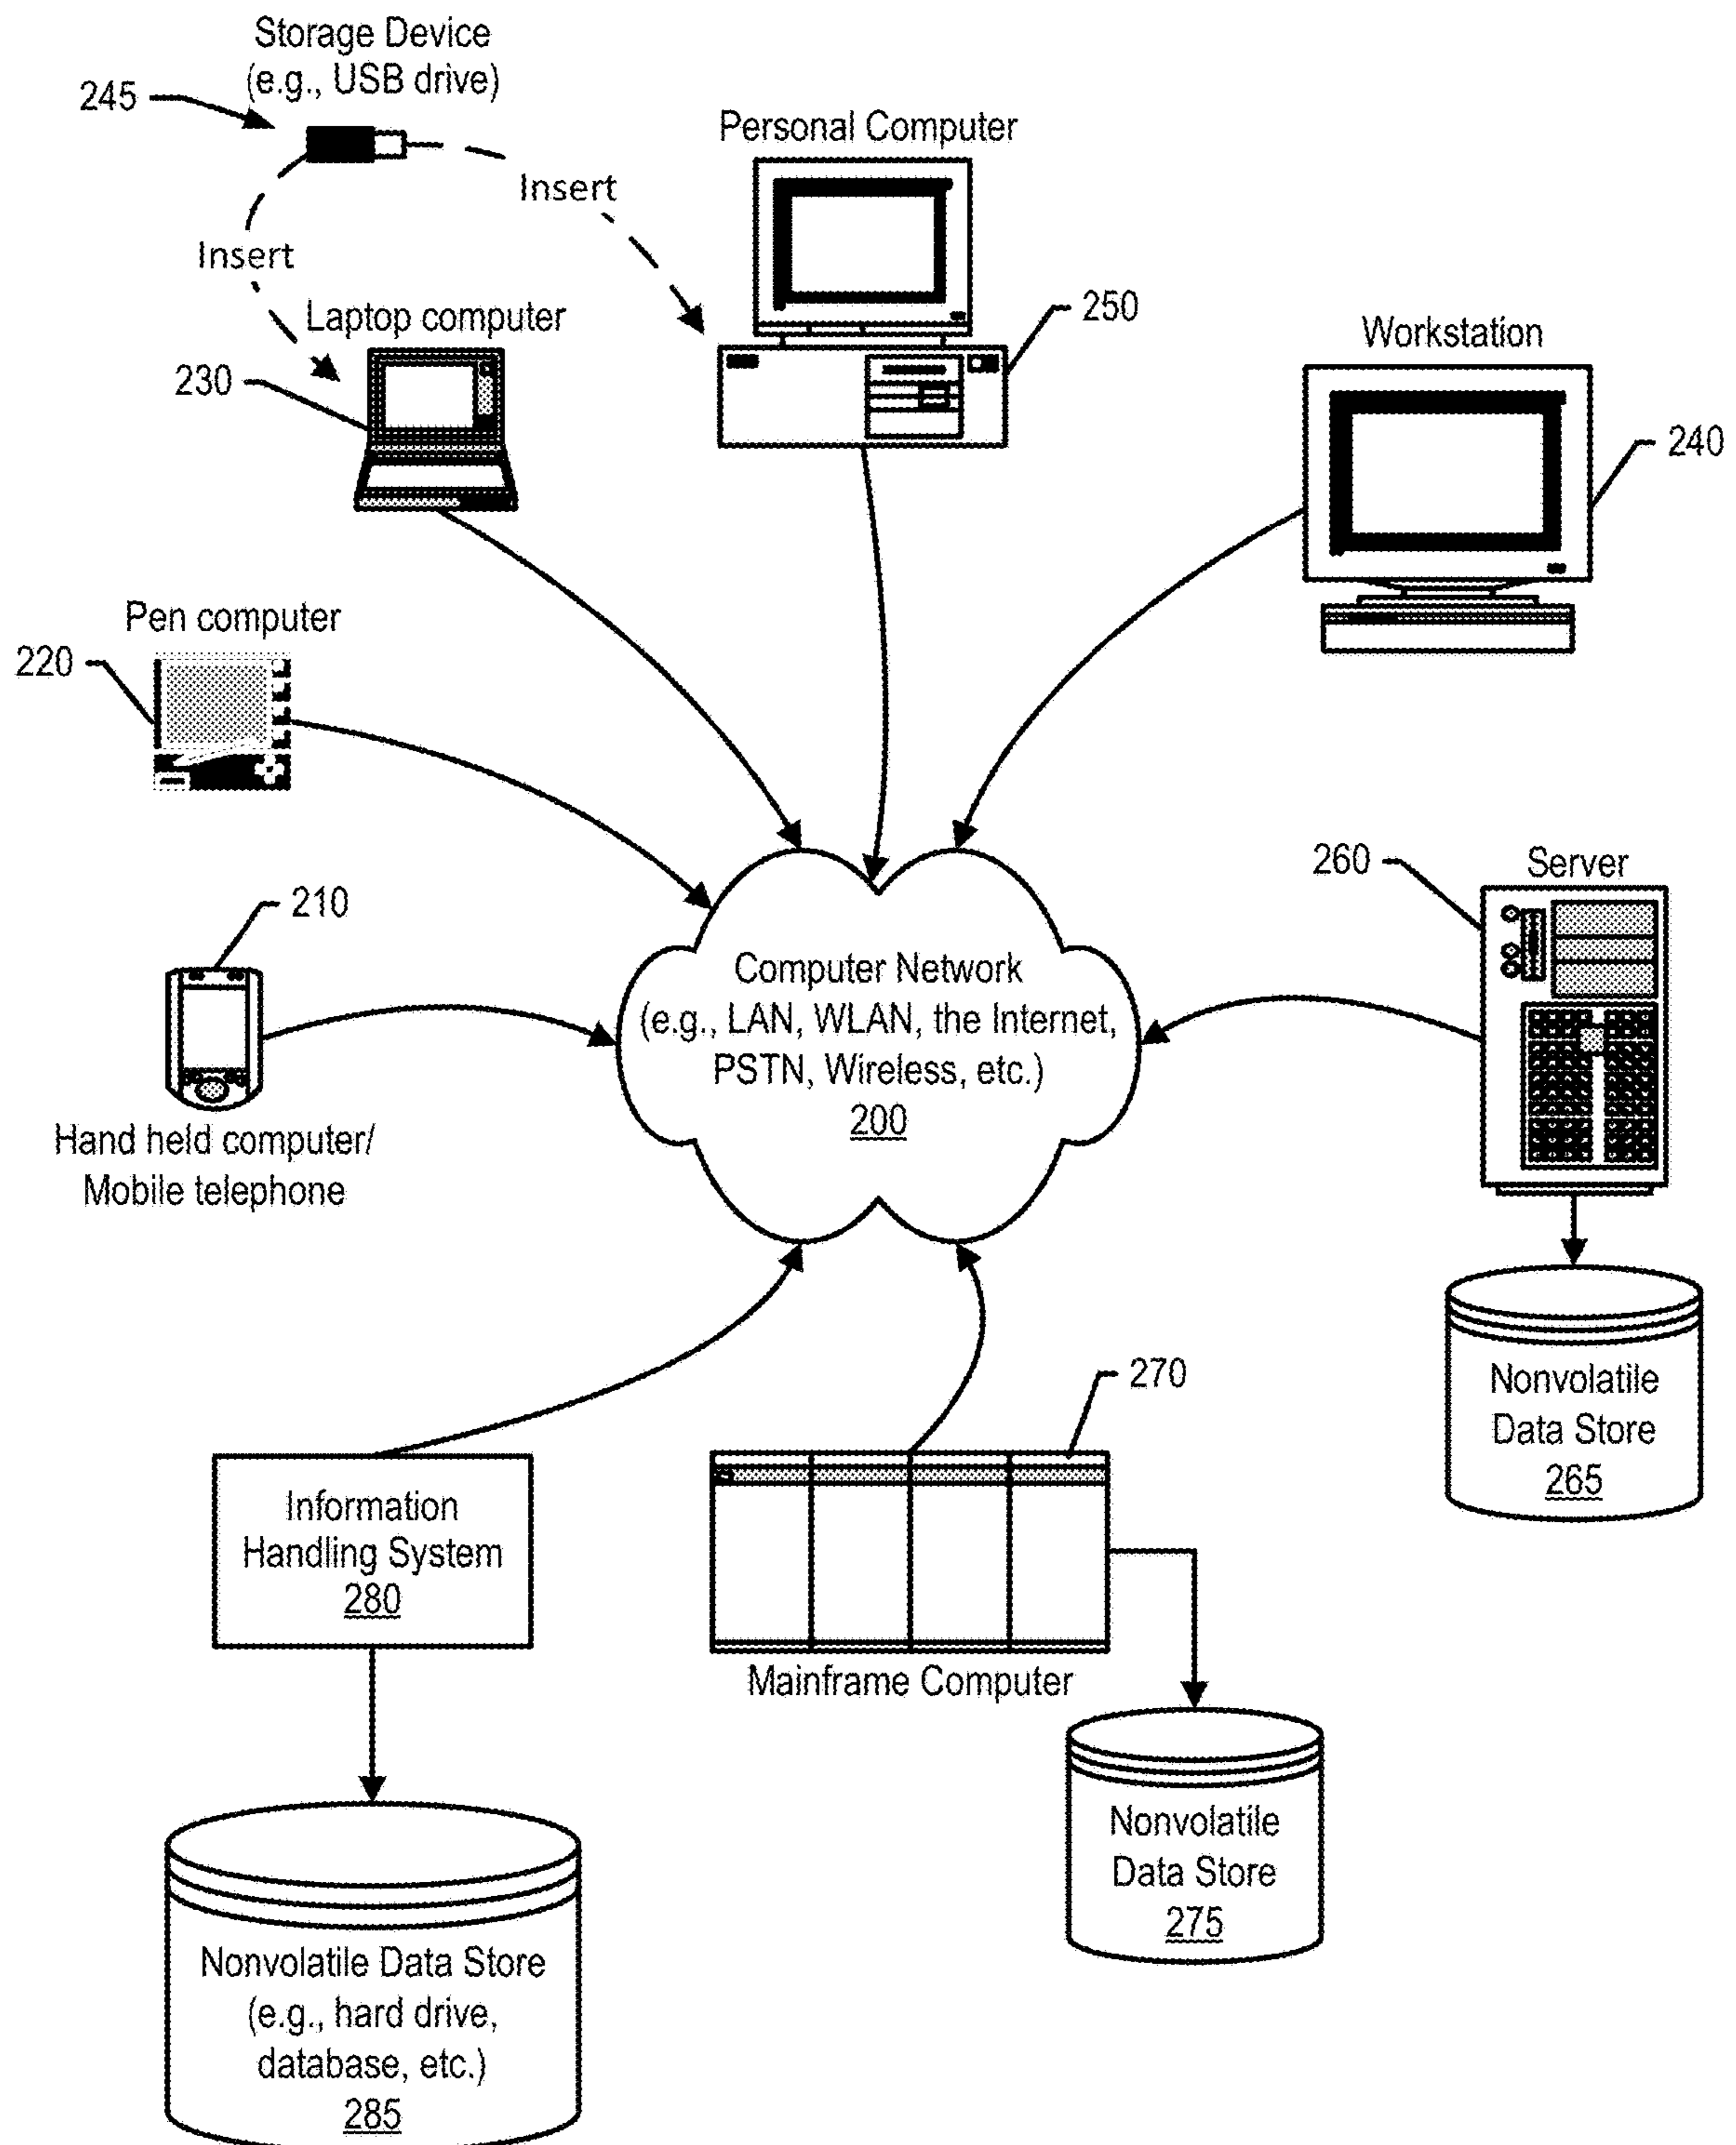 Storage Device
(e.g., USB drive)
245
Insert
Insert
Personal Computer
250
Laptop computer
230
Workstation
240
Pen computer
220
210
Hand held computer/
Mobile telephone
Computer Network
(e.g., LAN, WLAN, the Internet,
PSTN, Wireless, etc.)
200
260
Server
Nonvolatile
Data Store
265
270
Mainframe Computer
Information
Handling System
280
Nonvolatile
Data Store
275
Nonvolatile Data Store
(e.g., hard drive,
database, etc.)
285